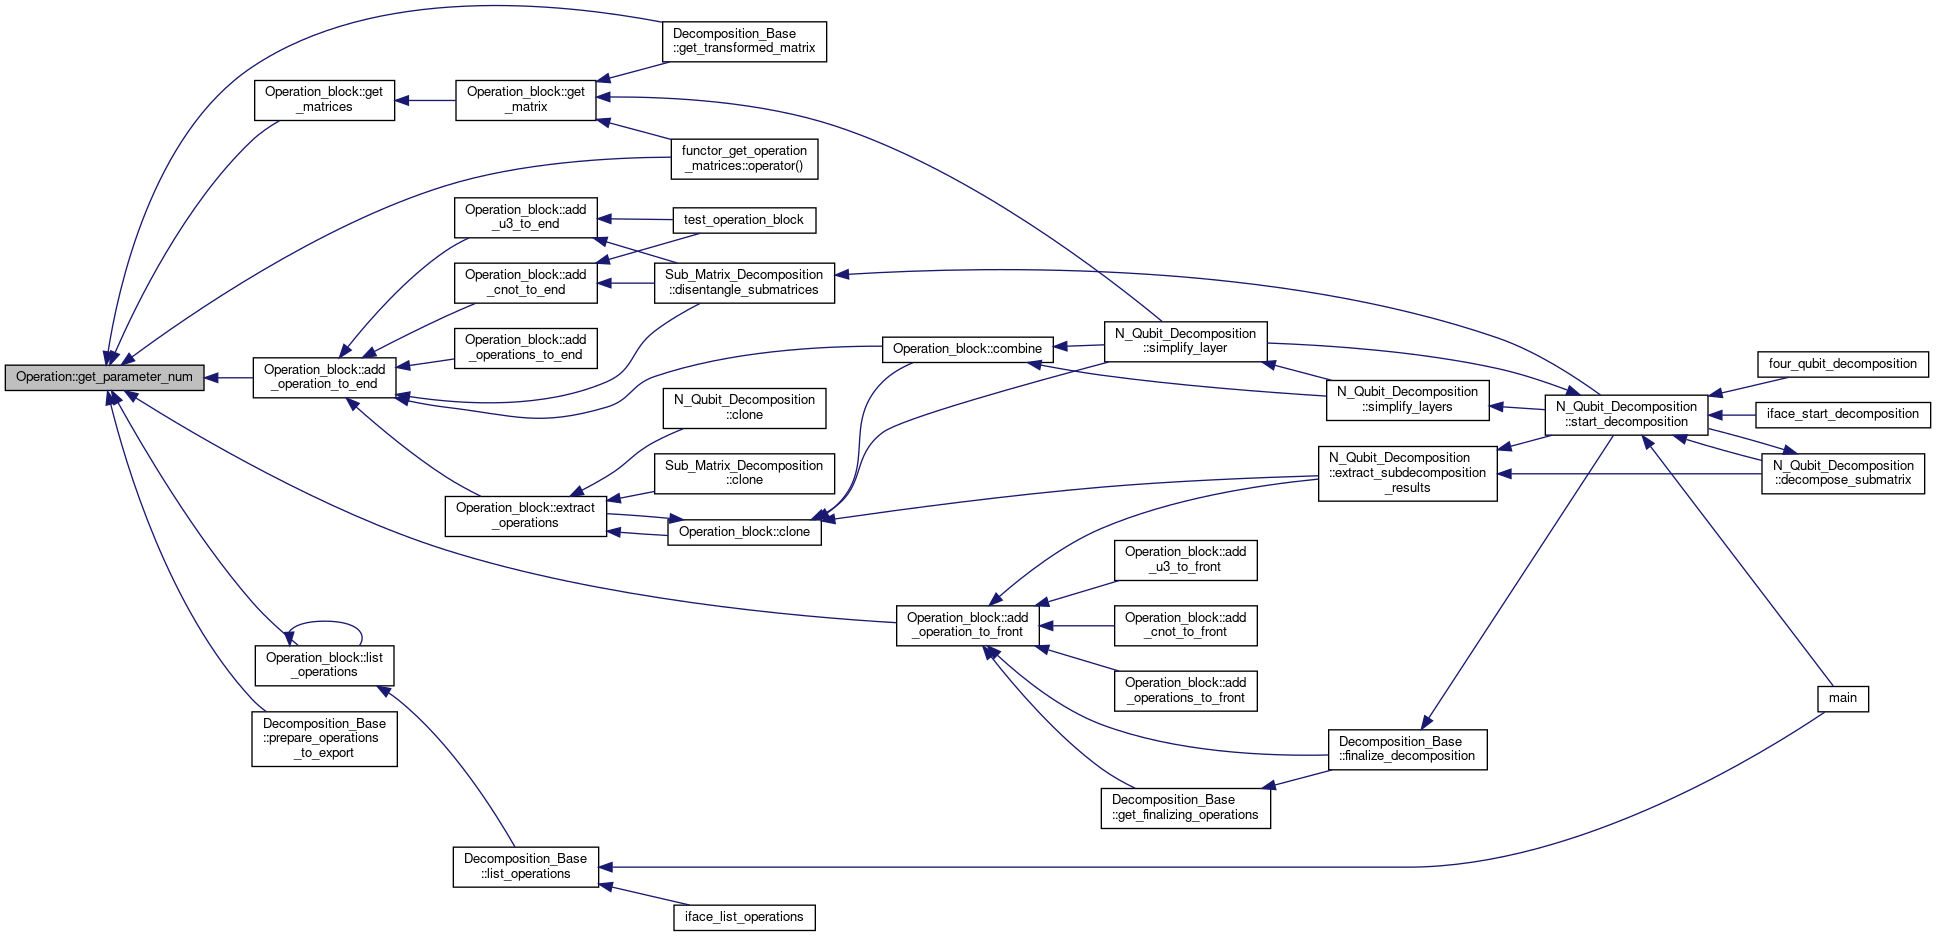 Decomposition_Base
::get_transformed_matrix
Operation_block::get
_matrices
Operation_block::get
_matrix
functor_get_operation
_matrices::operator()
Operation_block::add
_u3_to_end
test_operation_block
Operation_block::add
_cnot_to_end
Sub_Matrix_Decomposition
::disentangle_submatrices
Operation_block::add
_operations_to_end
Operation_block::combine
N_Qubit_Decomposition
::simplify_layer
four_qubit_decomposition
Operation::get_parameter_num
Operation_block::add
_operation_to_end
N_Qubit_Decomposition
::clone
N_Qubit_Decomposition
::simplify_layers
N_Qubit_Decomposition
::start_decomposition
iface_start_decomposition
Sub_Matrix_Decomposition
::clone
N_Qubit_Decomposition
::extract_subdecomposition
_results
N_Qubit_Decomposition
::decompose_submatrix
Operation_block::extract
_operations
Operation_block::clone
Operation_block::add
_u3_to_front
Operation_block::add
_operation_to_front
Operation_block::add
_cnot_to_front
Operation_block::list
_operations
Operation_block::add
_operations_to_front
main
Decomposition_Base
::prepare_operations
_to_export
Decomposition_Base
::finalize_decomposition
Decomposition_Base
::get_finalizing_operations
Decomposition_Base
::list_operations
iface_list_operations